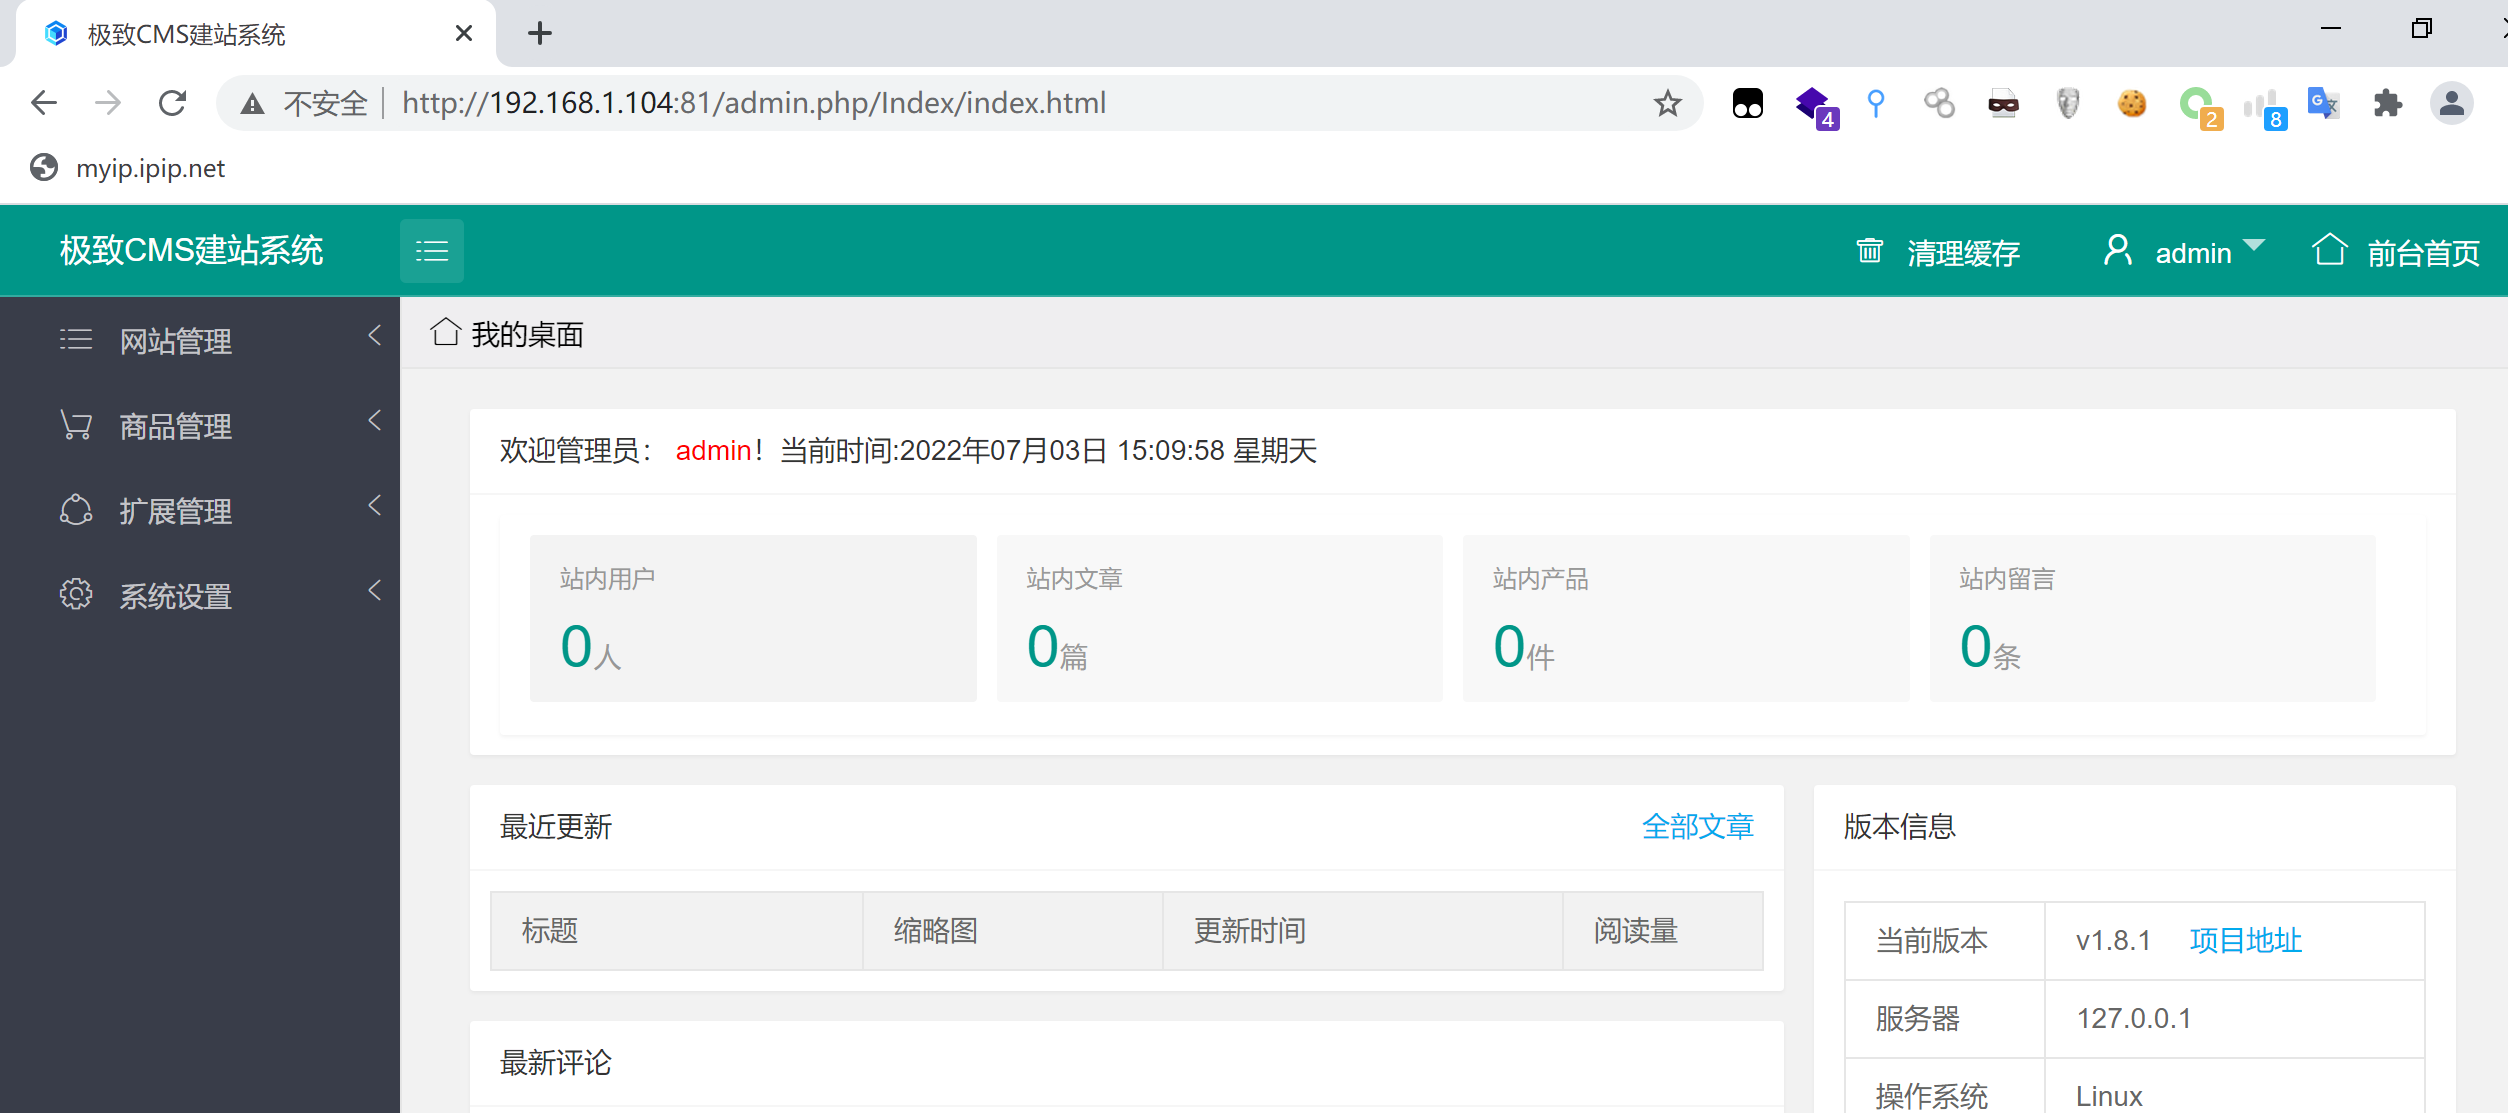 极致CMS建站系统
不安全 http://192.168.1.104:81/admin.php/Index/index.html
4 2 8
myip.ipip.net
极致CMS建站系统 清理缓存 admin 前台首页
网站管理
商品管理
扩展管理
系统设置
我的桌面
欢迎管理员： admin！当前时间:2022年07月03日 15:09:58 星期天
站内用户 站内文章 站内产品 站内留言
0人 0篇 0件 0条
最近更新 全部文章
标题 缩略图 更新时间 阅读量
最新评论
版本信息
当前版本 v1.8.1 项目地址
服务器 127.0.0.1
操作系统 Linux